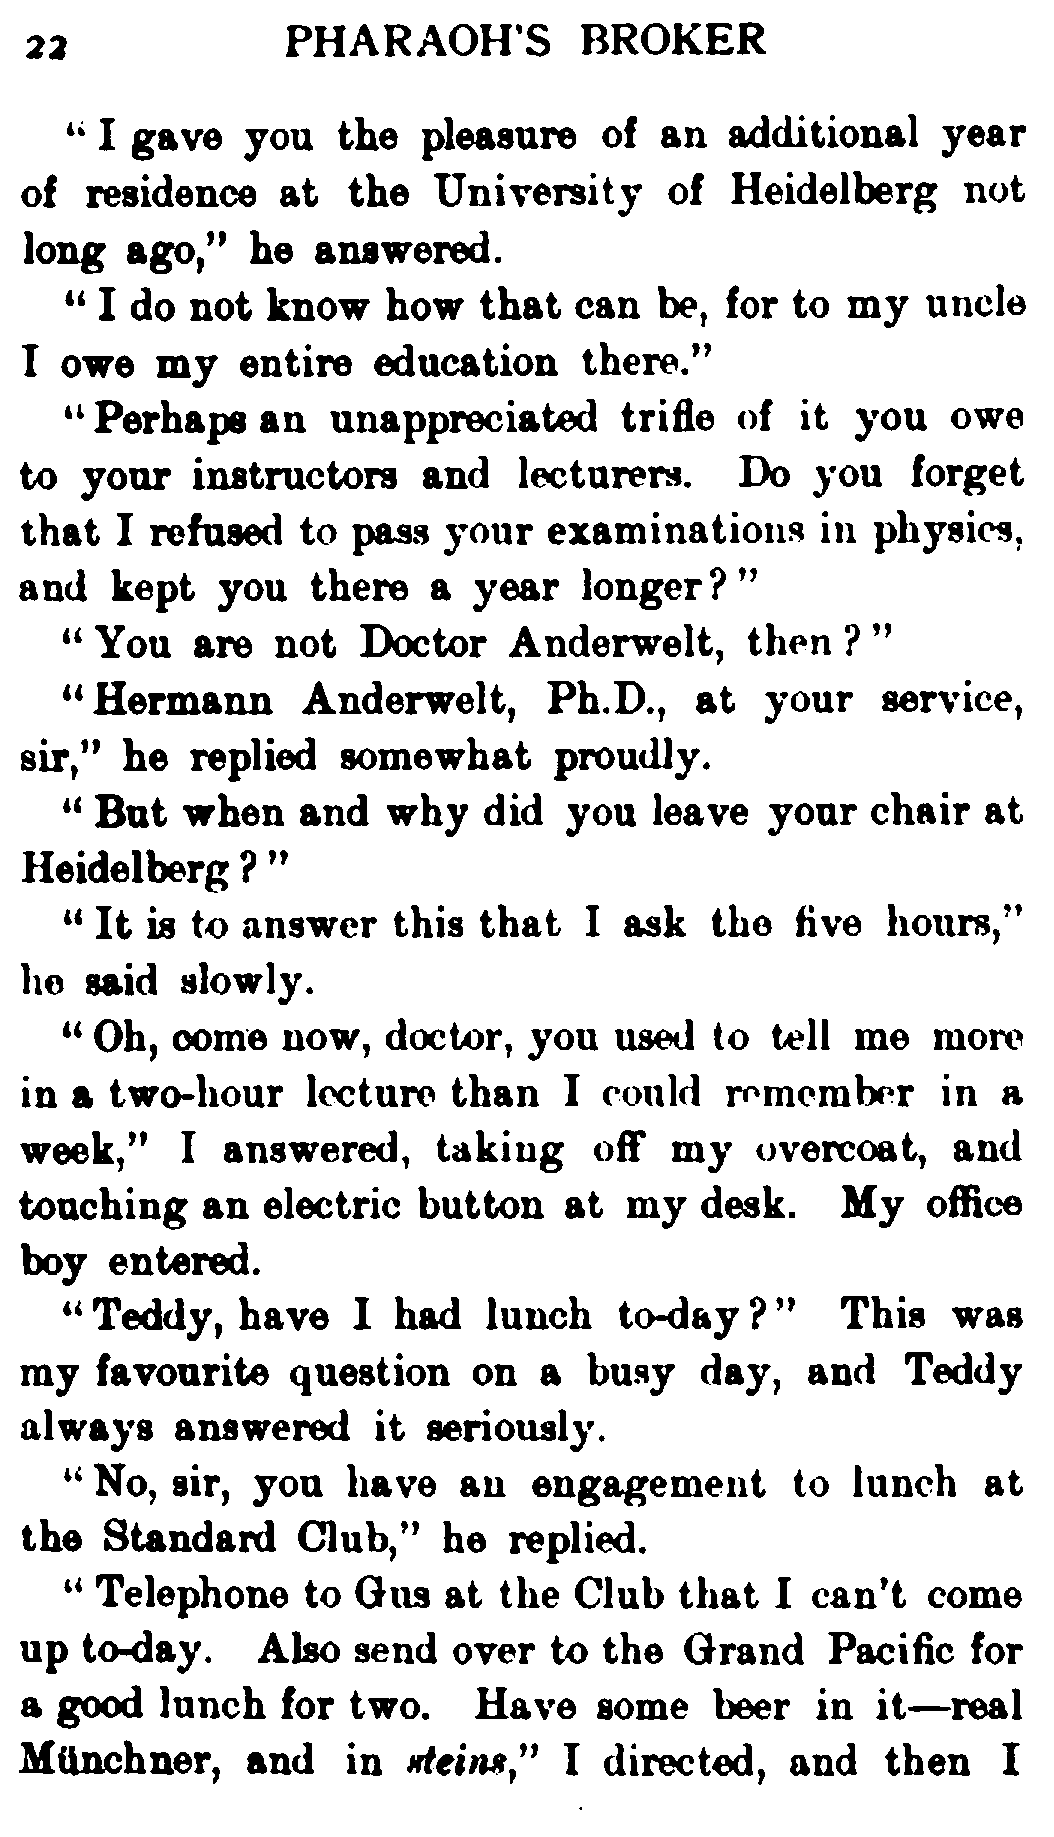 22 PHARAOH'S BROKER
"I gave you the pleasure of an additional year
of residence at the University of Heidelberg not
long ago," he answered.
"I do not know how that can be, for to my uncle
I owe my entire education there."
"Perhaps an unappreciated trifle of it you owe
to your instructors and lecturers. Do you forget
that I refused to pass your examinations in physics,
and kept you there a year longer?"
"You are not Doctor Anderwelt, then?"
"Hermann Anderwelt, Ph.D., at your service,
sir," he replied somewhat proudly.
"But when and why did you leave your chair at
Heidelberg?"
"It is to answer this that I ask the five hours,"
he said slowly.
"Oh, come now, doctor, you used to tell me more
in a two-hour lecture than I could remember in a
week," I answered, taking off my overcoat, and
touching an electric button at my desk. My office
boy entered.
"Teddy, have I had lunch to-day?" This was
my favourite question on a busy day, and Teddy
always answered it seriously.
"No, sir, you have an engagement to lunch at
the Standard Club," he replied.
"Telephone to Gus at the Club that I can't come
up to-day. Also send over to the Grand Pacific for
a good lunch for two. Have some beer in it—real
Münchner, and in steins," I directed, and then I